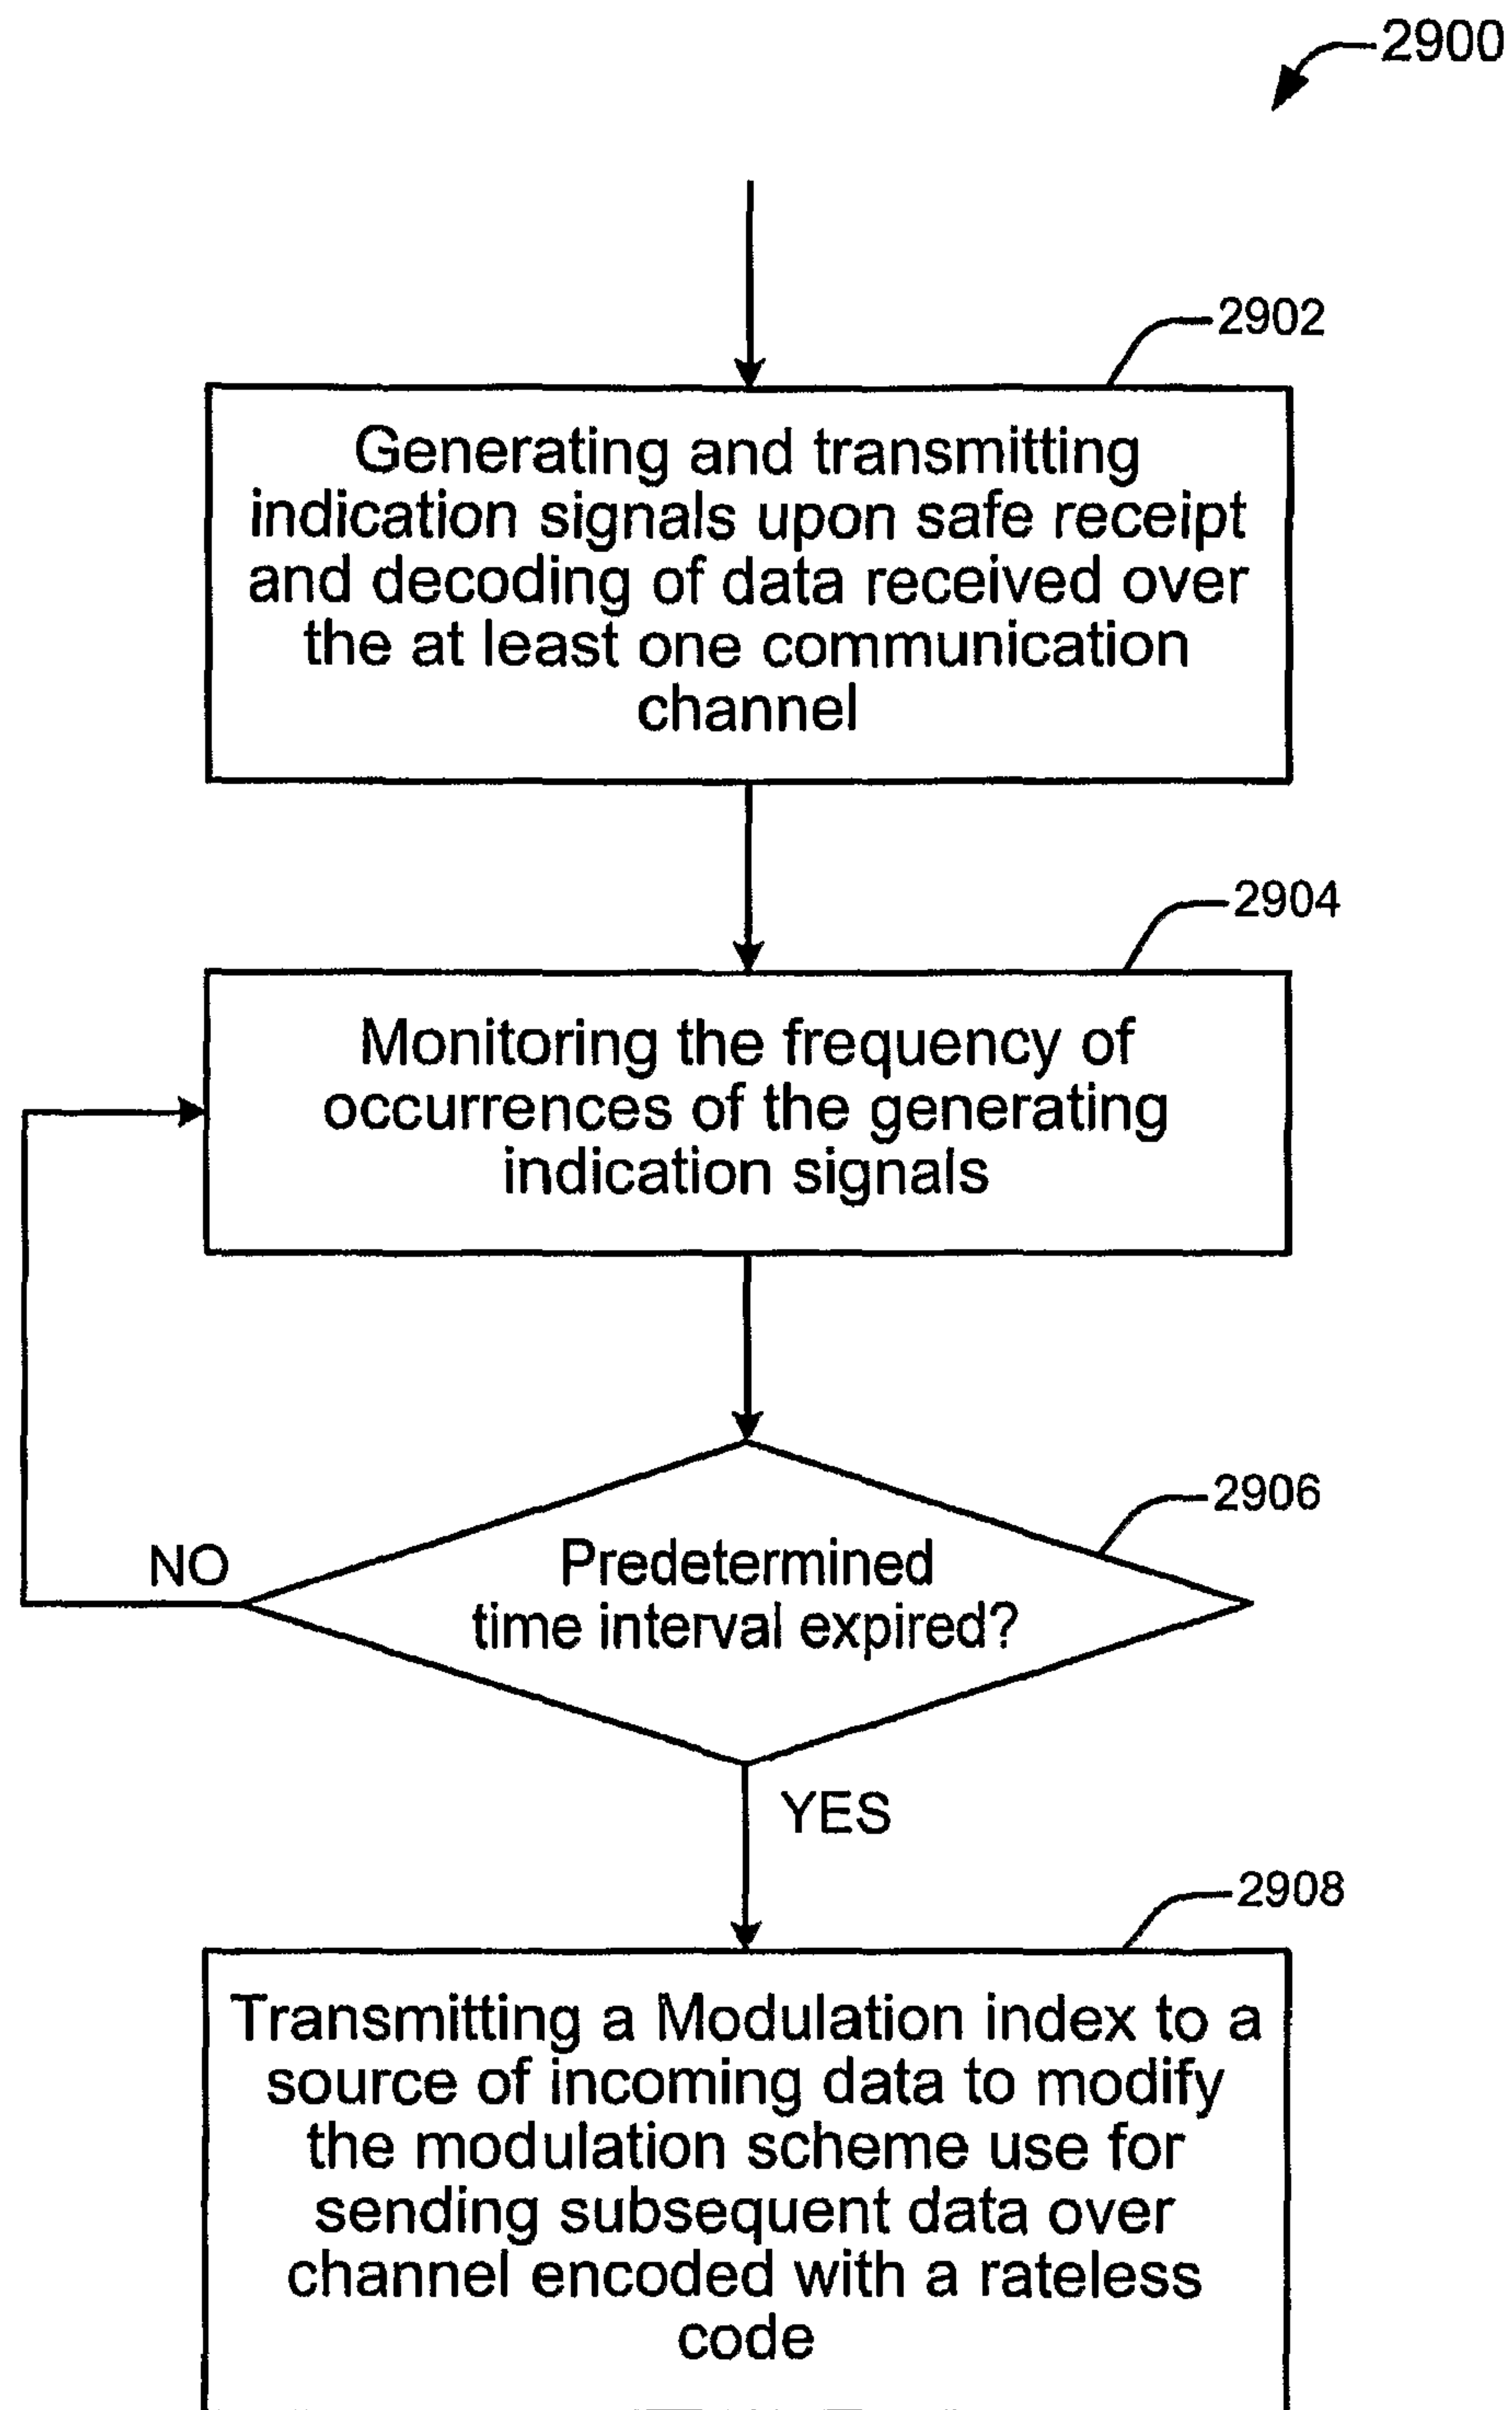 2900
2902
Generating and transmitting
indication signals upon safe receipt
and decoding of data received over
the at least one communication
channel
2904
Monitoring the frequency of
occurrences of the generating
indication signals
2906
Predetermined
time interval expired?
NO
YES
2908
Transmitting a Modulation index to a
source of incoming data to modify
the modulation scheme use for
sending subsequent data over
channel encoded with a rateless
code